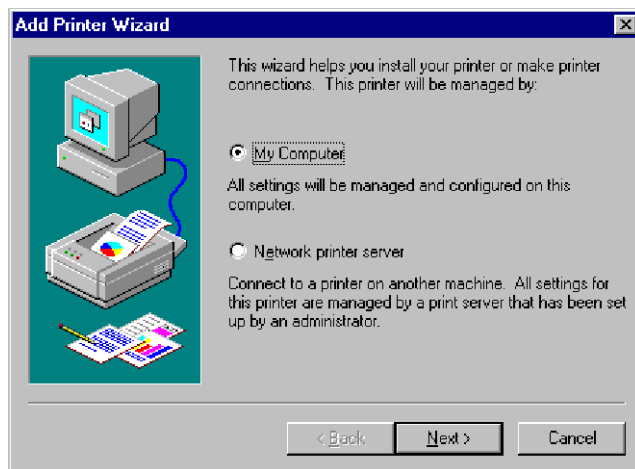 Add Printer Wizard
This wizard helps you install your printer or make printer
connections. This printer will be managed by:
My Computer
All settings will be managed and configured on this
computer.
Network printer server
Connect to a printer on another machine. All settings for
this printer are managed by a print server that has been set
up by an administrator.
< Back
Next >
Cancel